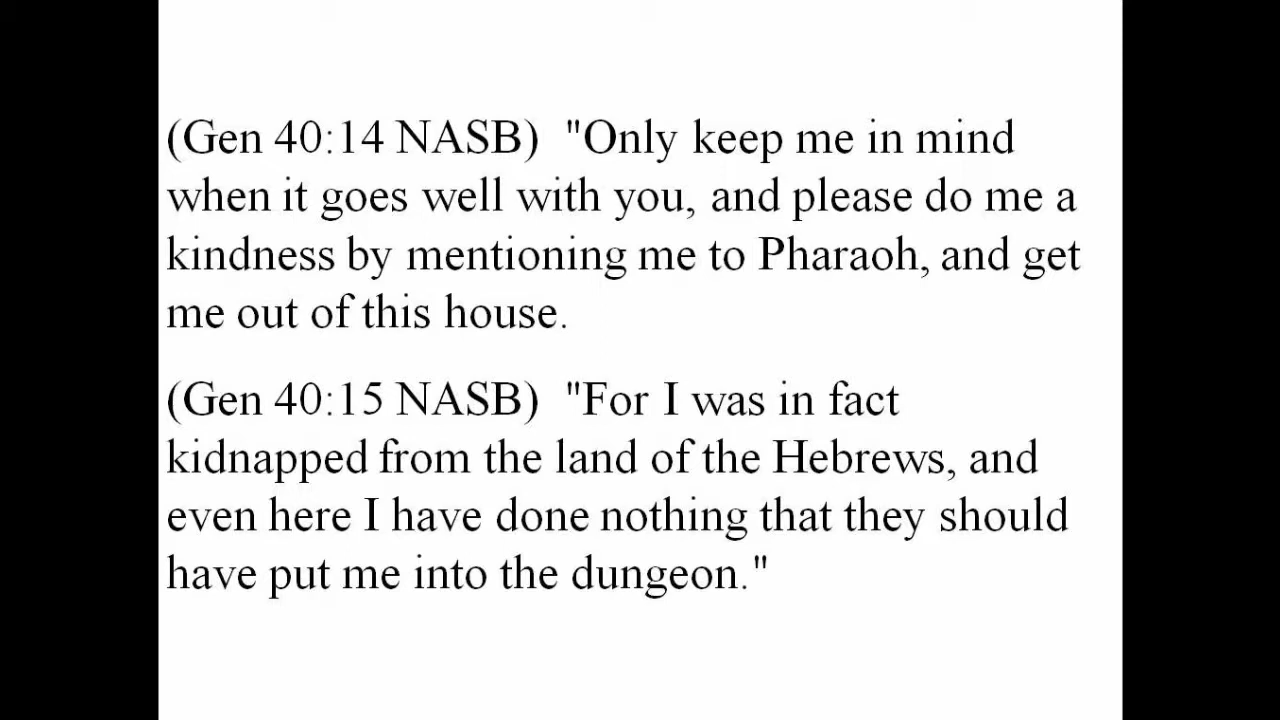 (Gen 40:14 NASB)  "Only keep me in mind
when it goes well with you, and please do me a
kindness by mentioning me to Pharaoh, and get
me out of this house.
(Gen 40:15 NASB)  "For I was in fact
kidnapped from the land of the Hebrews, and
even here I have done nothing that they should
have put me into the dungeon."